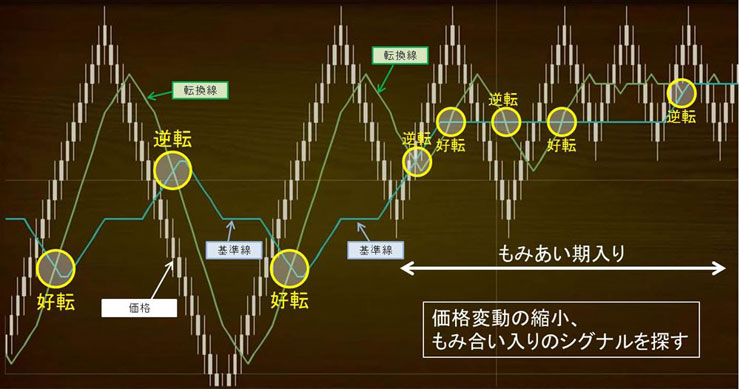 転換線
転換線
逆転
逆転
逆転
好転
好転
逆転
基準線
基準線
もみあい期入り
好転
価格
好転
価格変動の縮小、
もみ合い入りのシグナルを探す